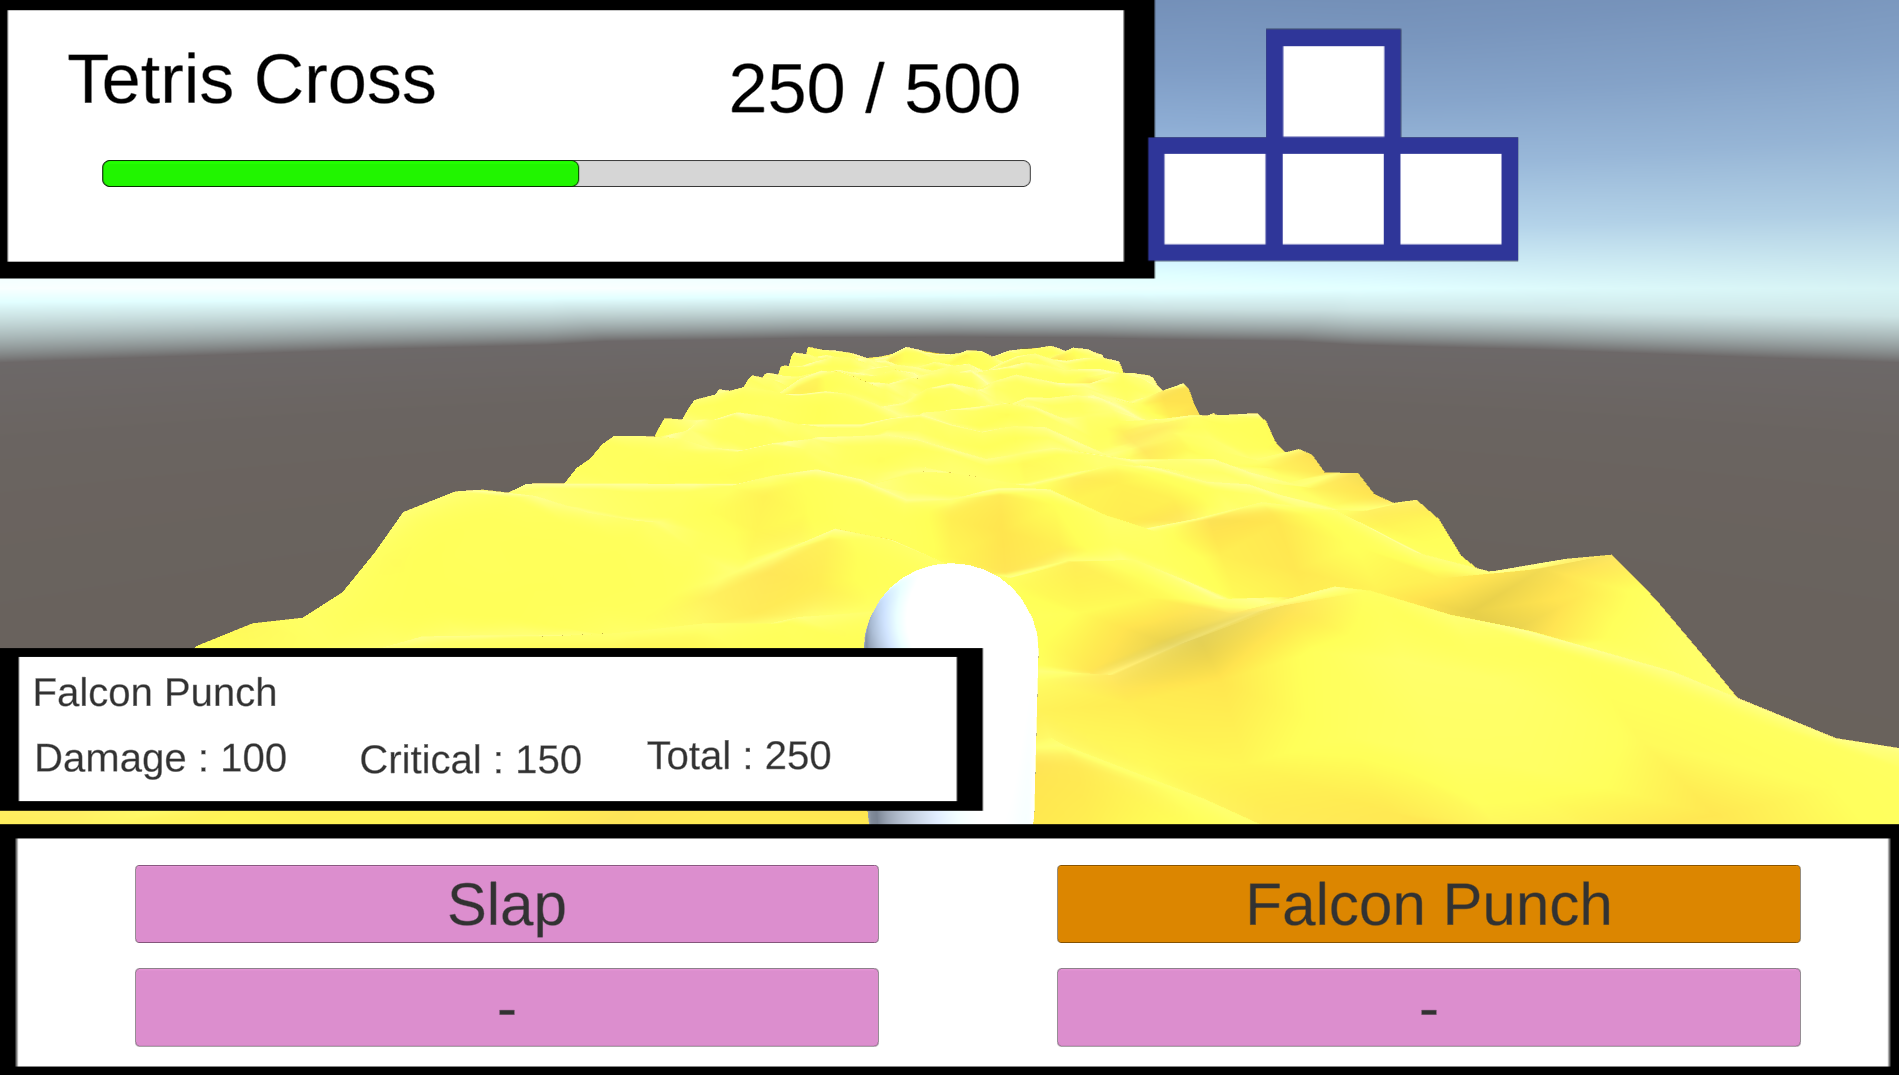 Tetris Cross 250 / 500
Falcon Punch
Damage : 100 Critical : 150 Total : 250
Slap Falcon Punch
- -